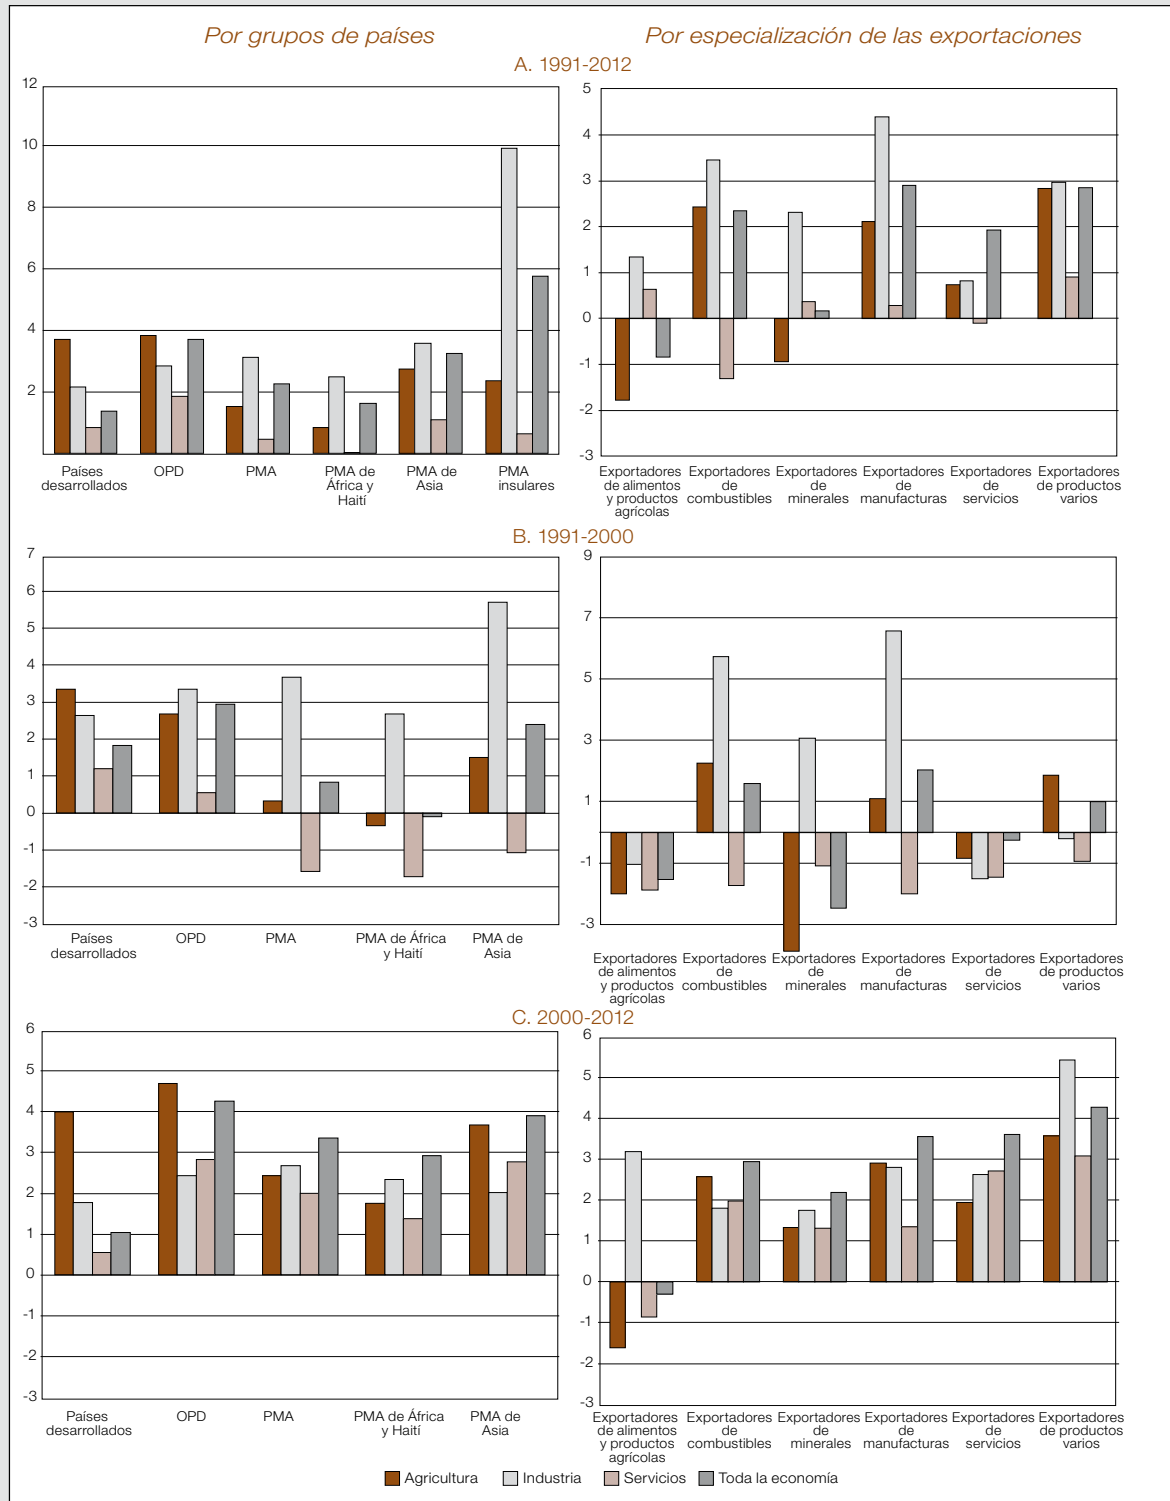 Por grupos de países
Por especialización de las exportaciones
A. 1991-2012
12
10
8
6
4
2
Países desarrollados
OPD
PMA
PMA de África y Haití
PMA de Asia
PMA insulares
5
4
3
2
1
0
-1
-2
-3
Exportadores de alimentos y productos agrícolas
Exportadores de combustibles
Exportadores de minerales
Exportadores de manufacturas
Exportadores de servicios
Exportadores de productos varios
B. 1991-2000
7
6
5
4
3
2
1
0
-1
-2
-3
Países desarrollados
OPD
PMA
PMA de África y Haití
PMA de Asia
9
7
5
3
1
-1
-3
Exportadores de alimentos y productos agrícolas
Exportadores de combustibles
Exportadores de minerales
Exportadores de manufacturas
Exportadores de servicios
Exportadores de productos varios
C. 2000-2012
6
5
4
3
2
1
0
-1
-2
-3
Países desarrollados
OPD
PMA
PMA de África y Haití
PMA de Asia
6
5
4
3
2
1
0
-1
-2
-3
Exportadores de alimentos y productos agrícolas
Exportadores de combustibles
Exportadores de minerales
Exportadores de manufacturas
Exportadores de servicios
Exportadores de productos varios
Agricultura
Industria
Servicios
Toda la economía